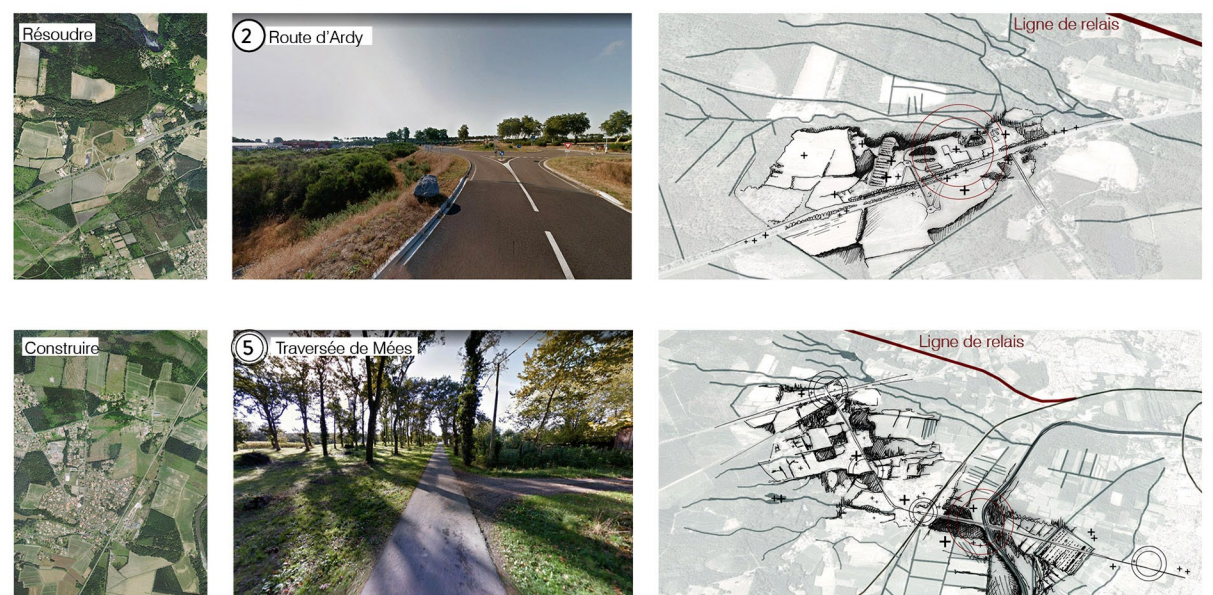 Résoudre
2 Route d'Ardy
Ligne de relais
Construire
5 Traversée de Mées
Ligne de relais